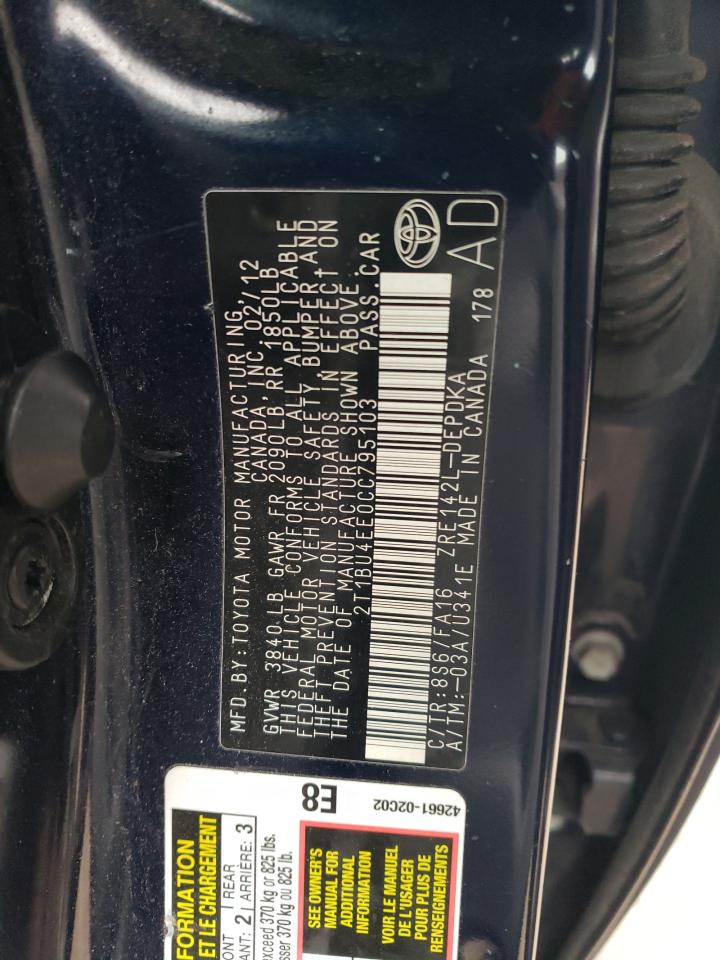 MFD.BY:TOYOTA MOTOR MANUFACTURING,
CANADA,INC. 02/12
GVWR 3840LB GAWR FR 2090LB,RR 1850LB
THIS VEHICLE CONFORMS TO ALL APPLICABLE
FEDERAL MOTOR VEHICLE SAFETY,BUMPER,AND
THEFT PREVENTION STANDARDS IN EFFECT ON
THE DATE OF MANUFACTURE SHOWN ABOVE
2T1BU4EE0CC795103 PASS.CAR
C/TR:8S6/FA16 ZRE142L-DEPDKA
A/TM:-03A/U341E MADE IN CANADA 178
AD
FORMATION
ET LE CHARGEMENT
ONT 2 REAR 3
ANT: ARRIÈRE:
exceed 370 kg or 825 lbs.
sser 370 kg ou 825 lb.
E8
SEE OWNER'S
MANUAL FOR
ADDITIONAL
INFORMATION
VOIR LE MANUEL
DE L'USAGER
POUR PLUS DE
RENSEIGNEMENTS
42661-02C02